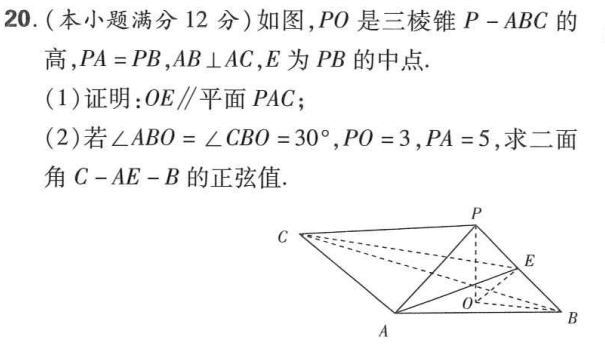 20. (本小题满分 12 分)如图,PO 是三棱锥 P - ABC 的
高,PA = PB,AB⊥AC,E 为 PB 的中点.
(1)证明:OE∥平面 PAC;
(2)若∠ABO = ∠CBO = 30°,PO = 3,PA = 5,求二面
角 C - AE - B 的正弦值.
P
C
E
O
B
A